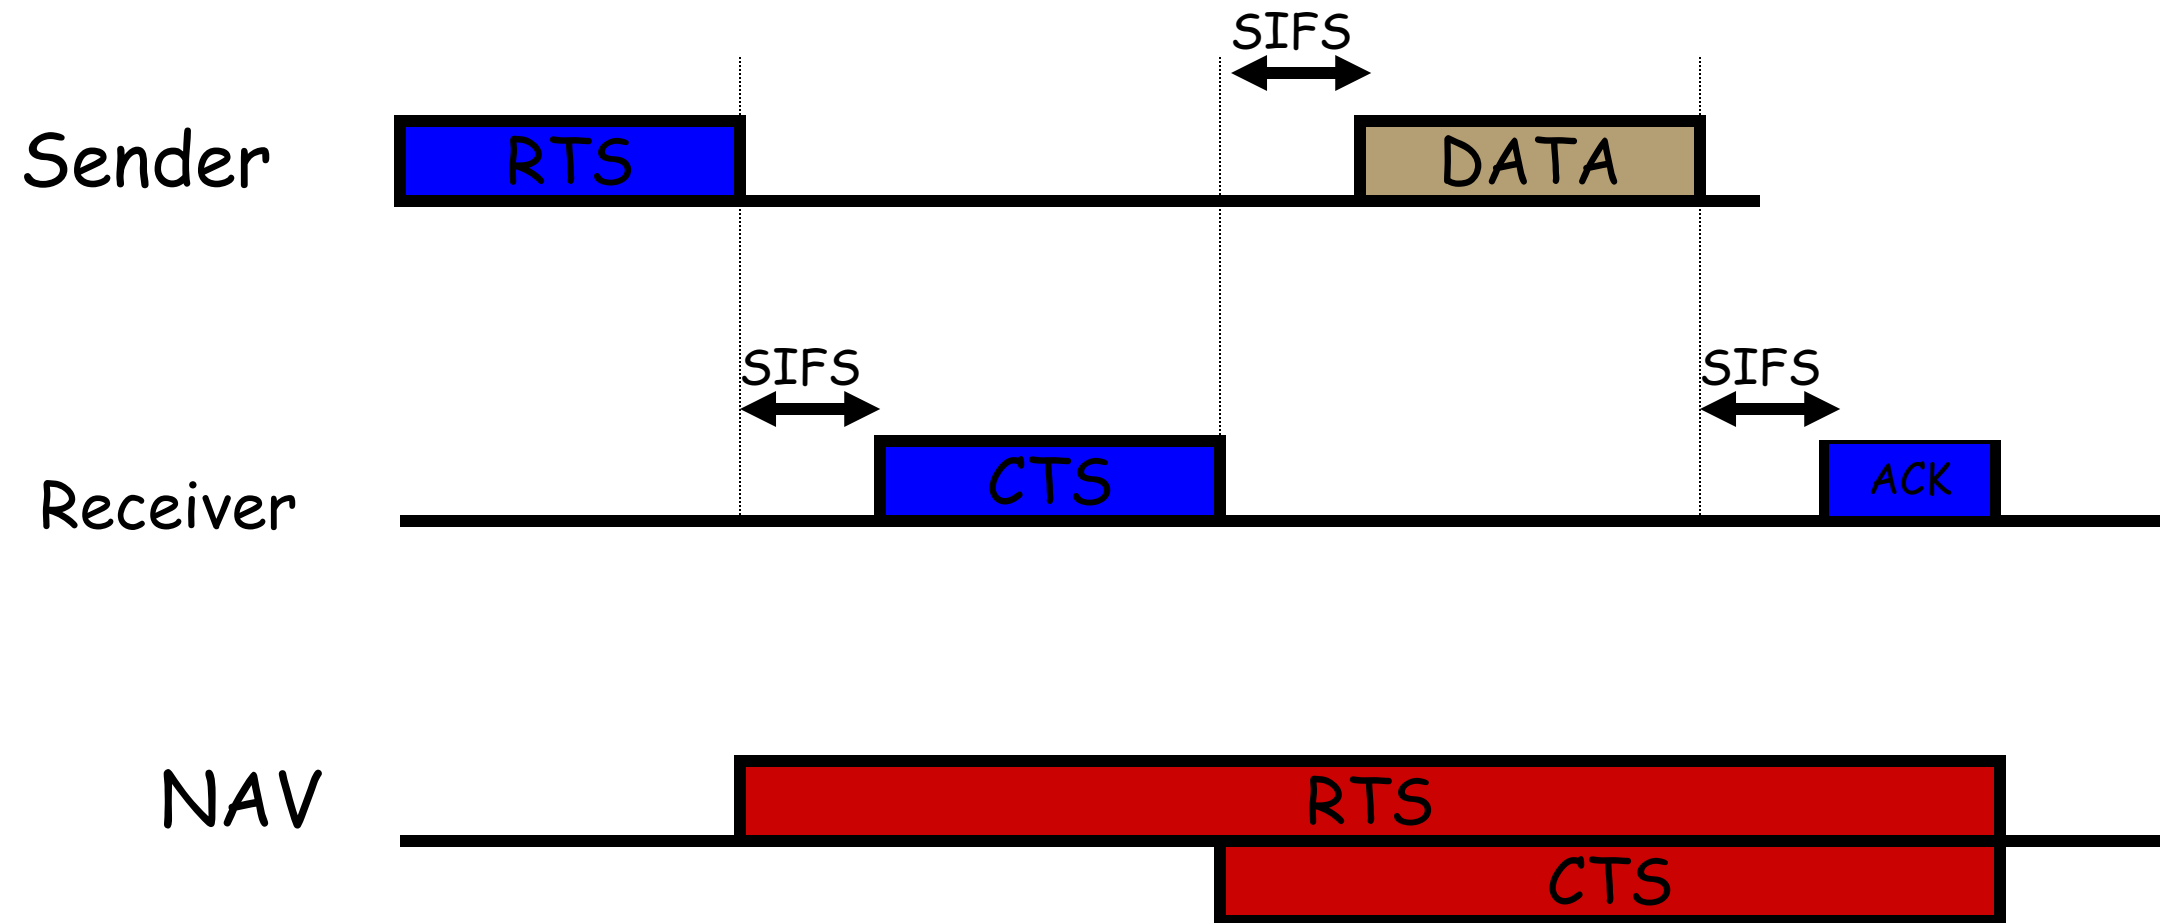 SIFS
Sender
RTS
DATA
SIFS
SIFS
Receiver
CTS
ACK
NAV
RTS
CTS